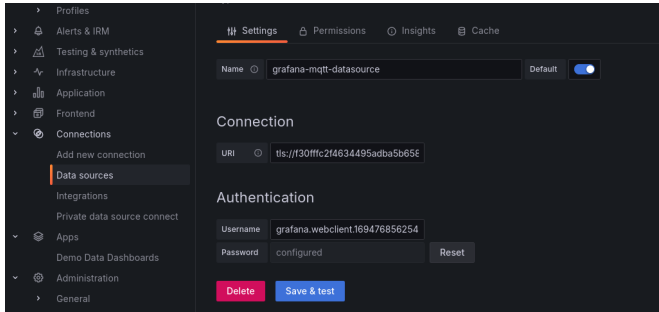 Profiles
Alerts & IRM
Testing & synthetics
Infrastructure
Application
Frontend
Connections
Add new connection
Data sources
Integrations
Private data source connect
Apps
Demo Data Dashboards
Administration
General
Settings Permissions Insights Cache
Name grafana-mqtt-datasource Default
Connection
URI tls://f30fffc2f4634495adba5b658
Authentication
Username grafana.webclient.169476856254
Password configured Reset
Delete Save & test